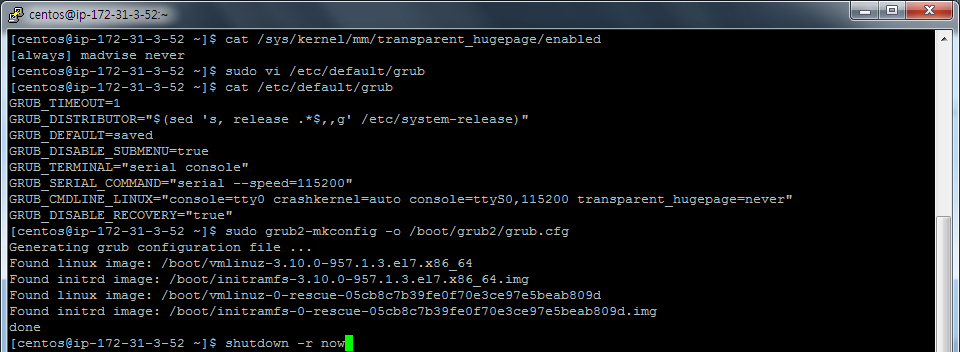 centos@ip-172-31-3-52:~
[centos@ip-172-31-3-52 ~]$ cat /sys/kernel/mm/transparent_hugepage/enabled
[always] madvise never
[centos@ip-172-31-3-52 ~]$ sudo vi /etc/default/grub
[centos@ip-172-31-3-52 ~]$ cat /etc/default/grub
GRUB_TIMEOUT=1
GRUB_DISTRIBUTOR="$(sed 's, release .*$,,g' /etc/system-release)"
GRUB_DEFAULT=saved
GRUB_DISABLE_SUBMENU=true
GRUB_TERMINAL="serial console"
GRUB_SERIAL_COMMAND="serial --speed=115200"
GRUB_CMDLINE_LINUX="console=tty0 crashkernel=auto console=ttyS0,115200 transparent_hugepage=never"
GRUB_DISABLE_RECOVERY="true"
[centos@ip-172-31-3-52 ~]$ sudo grub2-mkconfig -o /boot/grub2/grub.cfg
Generating grub configuration file ...
Found linux image: /boot/vmlinuz-3.10.0-957.1.3.el7.x86_64
Found initrd image: /boot/initramfs-3.10.0-957.1.3.el7.x86_64.img
Found linux image: /boot/vmlinuz-0-rescue-05cb8c7b39fe0f70e3ce97e5beab809d
Found initrd image: /boot/initramfs-0-rescue-05cb8c7b39fe0f70e3ce97e5beab809d.img
done
[centos@ip-172-31-3-52 ~]$ shutdown -r now